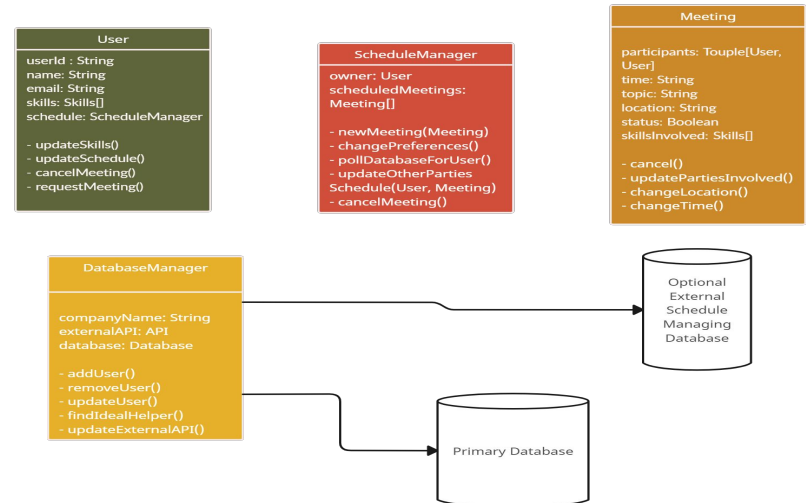 User
userId : String
name: String
email: String
skills: Skills[]
schedule: ScheduleManager
- updateSkills()
- updateSchedule()
- cancelMeeting()
- requestMeeting()
ScheduleManager
owner: User
scheduledMeetings:
Meeting[]
- newMeeting(Meeting)
- changePreferences()
- pollDatabaseForUser()
- updateOtherParties
Schedule(User, Meeting)
- cancelMeeting()
Meeting
participants: Touple[User,
User]
time: String
topic: String
location: String
status: Boolean
skillsInvolved: Skills[]
- cancel()
- updatePartiesInvolved()
- changeLocation()
- changeTime()
DatabaseManager
companyName: String
externalAPI: API
database: Database
- addUser()
- removeUser()
- updateUser()
- findIdealHelper()
- updateExternalAPI()
Optional
External
Schedule
Managing
Database
Primary Database